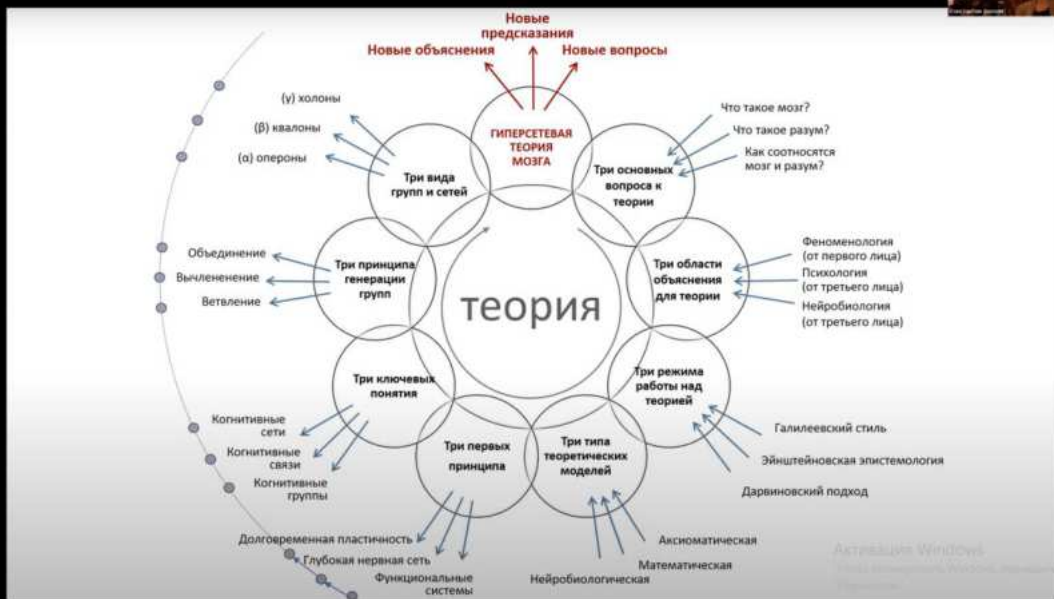 Новые
предсказания
Новые объяснения
Новые вопросы
ГИПЕРСЕТЕВАЯ
ТЕОРИЯ
МОЗГА
Что такое мозг?
Что такое разум?
Как соотносятся
мозг и разум?
Три основных
вопроса к
теории
Феноменология
(от первого лица)
Психология
(от третьего лица)
Нейробиология
(от третьего лица)
Три области
объяснения
для теории
Три режима
работы над
теорией
Галилеевский стиль
Эйнштейновская эпистемология
Дарвиновский подход
Три типа
теоретических
моделей
Аксиоматическая
Математическая
Нейробиологическая
Три первых
принципа
Долговременная пластичность
Глубокая нервная сеть
Функциональные
системы
Три ключевых
понятия
Когнитивные
сети
Когнитивные
связи
Когнитивные
группы
Три принципа
генерации
групп
Объединение
Вычлененение
Ветвление
Три вида
групп и сетей
(γ) холоны
(β) квалоны
(α) опероны
теория
Активация Windows